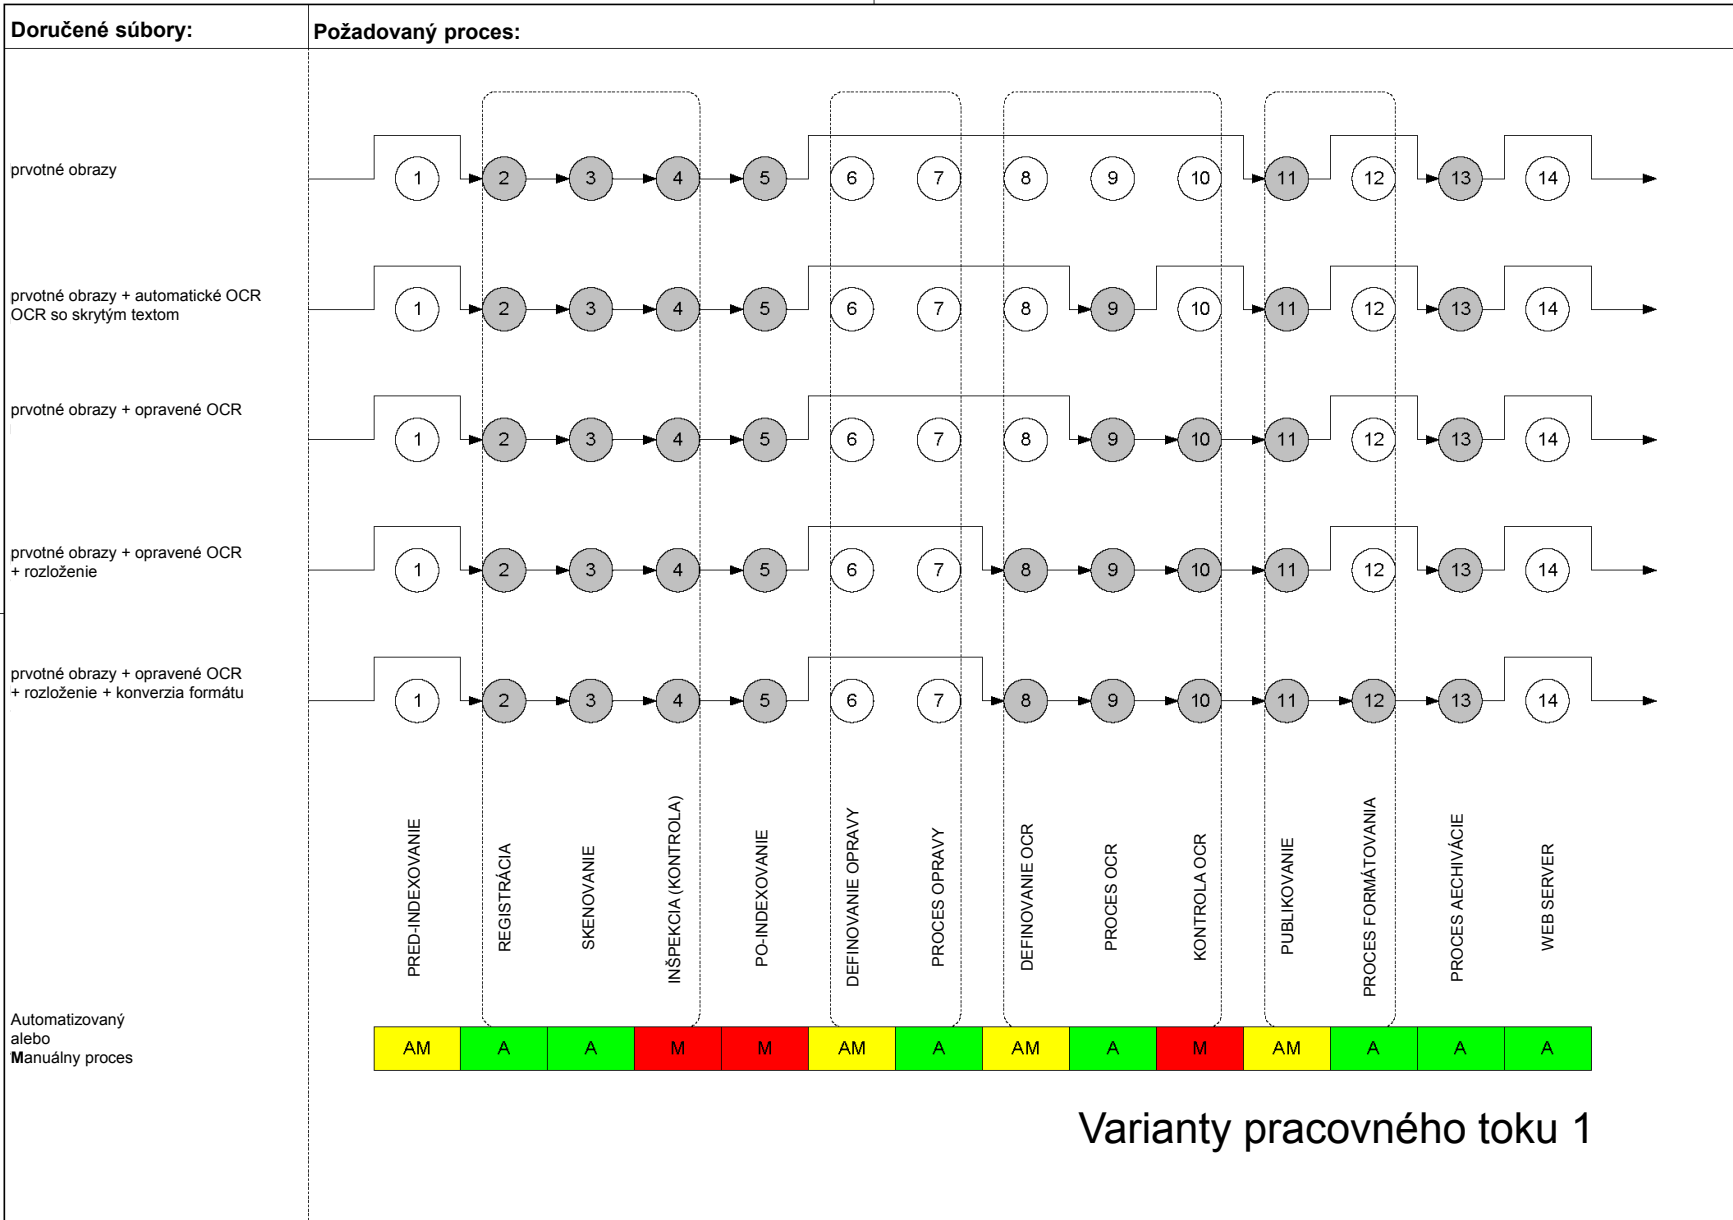 Doručené súbory:
Požadovaný proces:
prvotné obrazy
1 2 3 4 5 6 7 8 9 10 11 12 13 14
prvotné obrazy + automatické OCR
OCR so skrytým textom
1 2 3 4 5 6 7 8 9 10 11 12 13 14
prvotné obrazy + opravené OCR
1 2 3 4 5 6 7 8 9 10 11 12 13 14
prvotné obrazy + opravené OCR
+ rozloženie
1 2 3 4 5 6 7 8 9 10 11 12 13 14
prvotné obrazy + opravené OCR
+ rozloženie + konverzia formátu
1 2 3 4 5 6 7 8 9 10 11 12 13 14
PRED-INDEXOVANIE
REGISTRÁCIA
SKENOVANIE
INŠPEKCIA (KONTROLA)
PO-INDEXOVANIE
DEFINOVANIE OPRAVY
PROCES OPRAVY
DEFINOVANIE OCR
PROCES OCR
KONTROLA OCR
PUBLIKOVANIE
PROCES FORMÁTOVANIA
PROCES AECHIVÁCIE
WEB SERVER
Automatizovaný
alebo
Manuálny proces
AM A A M M AM A AM A M AM A A A
Varianty pracovného toku 1